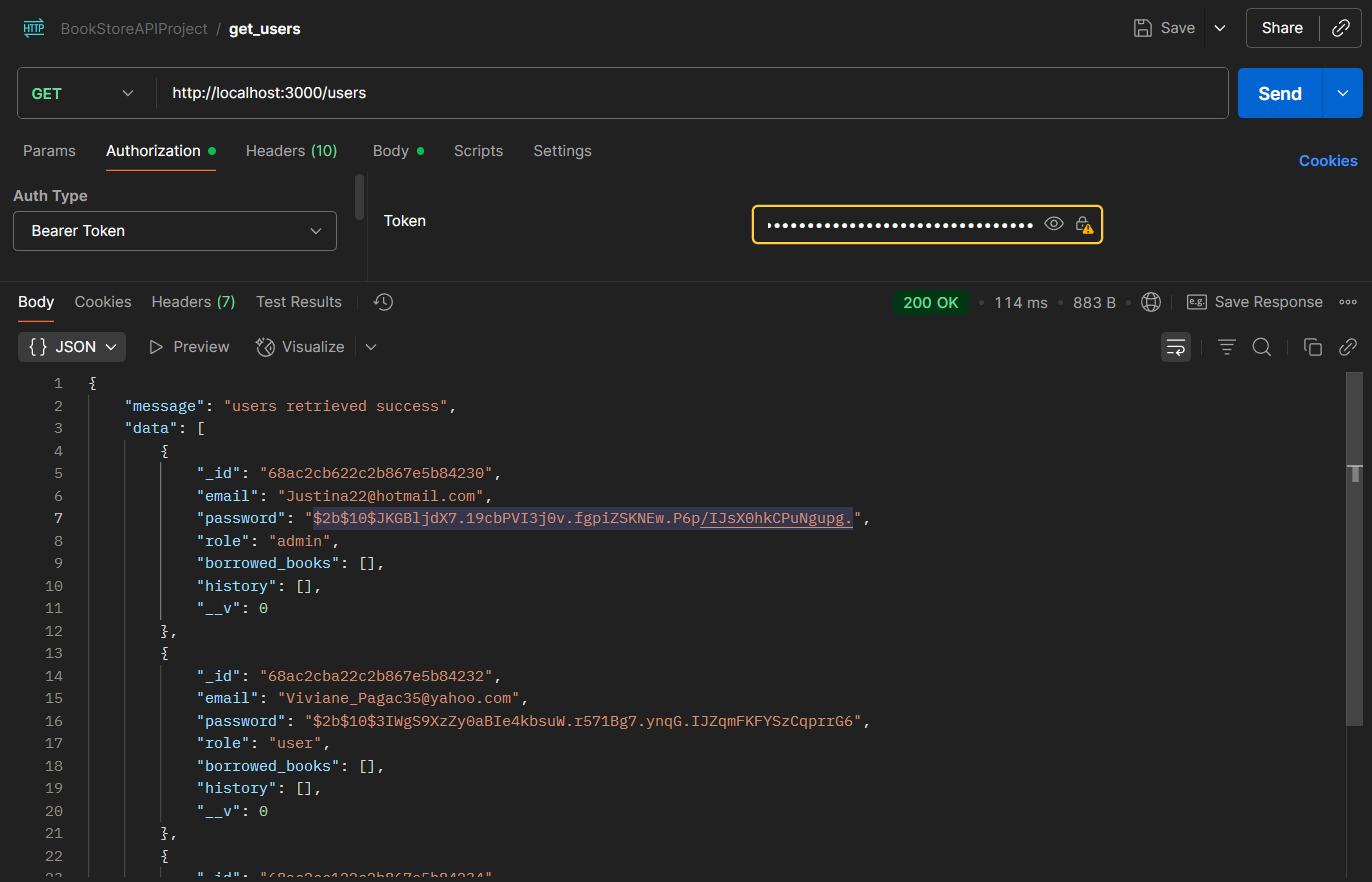 HTTP BookStoreAPIProject / get_users Save Share
GET http://localhost:3000/users Send
Params Authorization Headers (10) Body Scripts Settings Cookies
Auth Type
Bearer Token
Token ••••••••••••••••••••••••••••••
Body Cookies Headers (7) Test Results 200 OK • 114 ms • 883 B • e.g. Save Response
{} JSON Preview Visualize
1 {
2 "message": "users retrieved success",
3 "data": [
4 {
5 "_id": "68ac2cb622c2b867e5b84230",
6 "email": "Justina22@hotmail.com",
7 "password": "$2b$10$JKGBljdX7.19cbPVI3j0v.fgpiZSKNEw.P6p/IJsX0hkCPuNgupg.",
8 "role": "admin",
9 "borrowed_books": [],
10 "history": [],
11 "__v": 0
12 },
13 {
14 "_id": "68ac2cba22c2b867e5b84232",
15 "email": "Viviane_Pagac35@yahoo.com",
16 "password": "$2b$10$3IWgS9XzZy0aBIe4kbsuW.r571Bg7.ynqG.IJZqmFKFYSzCqprrG6",
17 "role": "user",
18 "borrowed_books": [],
19 "history": [],
20 "__v": 0
21 },
22 {